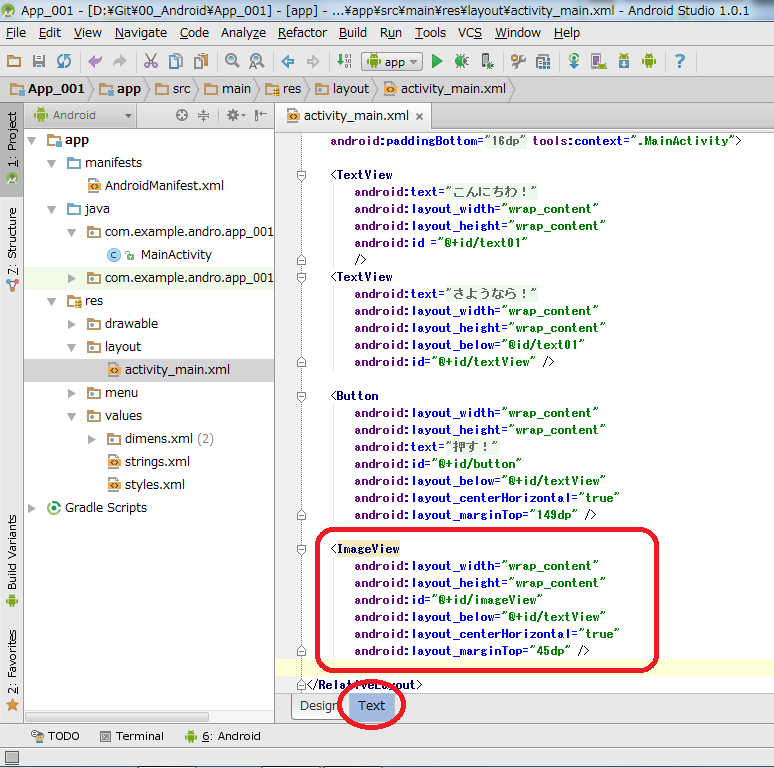 App_001 - [D:¥Git¥00_Android¥App_001] - [app] - ...¥app¥src¥main¥res¥layout¥activity_main.xml - Android Studio 1.0.1
File Edit View Navigate Code Analyze Refactor Build Run Tools VCS Window Help
app
App_001 app src main res layout activity_main.xml
1: Project
7: Structure
Build Variants
2: Favorites
Android
app
manifests
AndroidManifest.xml
java
com.example.andro.app_001
MainActivity
com.example.andro.app_001
res
drawable
layout
activity_main.xml
menu
values
dimens.xml (2)
strings.xml
styles.xml
Gradle Scripts
activity_main.xml
android:paddingBottom="16dp" tools:context=".MainActivity">
<TextView
android:text="こんにちわ！"
android:layout_width="wrap_content"
android:layout_height="wrap_content"
android:id ="@+id/text01"
/>
<TextView
android:text="さようなら！"
android:layout_width="wrap_content"
android:layout_height="wrap_content"
android:layout_below="@id/text01"
android:id="@+id/textView" />
<Button
android:layout_width="wrap_content"
android:layout_height="wrap_content"
android:text="押す！"
android:id="@+id/button"
android:layout_below="@+id/textView"
android:layout_centerHorizontal="true"
android:layout_marginTop="149dp" />
<ImageView
android:layout_width="wrap_content"
android:layout_height="wrap_content"
android:id="@+id/imageView"
android:layout_below="@+id/textView"
android:layout_centerHorizontal="true"
android:layout_marginTop="45dp" />
</RelativeLayout>
Design Text
TODO Terminal 6: Android